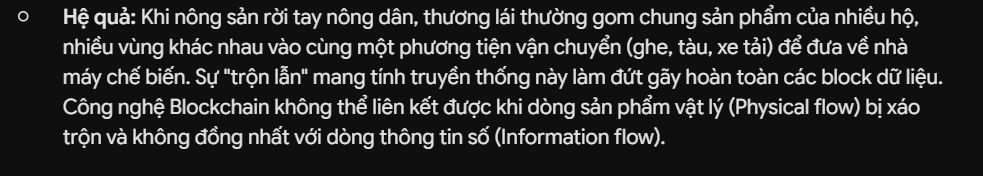 Hệ quả: Khi nông sản rời tay nông dân, thương lái thường gom chung sản phẩm của nhiều hộ,
nhiều vùng khác nhau vào cùng một phương tiện vận chuyển (ghe, tàu, xe tải) để đưa về nhà
máy chế biến. Sự "trộn lẫn" mang tính truyền thống này làm đứt gãy hoàn toàn các block dữ liệu.
Công nghệ Blockchain không thể liên kết được khi dòng sản phẩm vật lý (Physical flow) bị xáo
trộn và không đồng nhất với dòng thông tin số (Information flow).